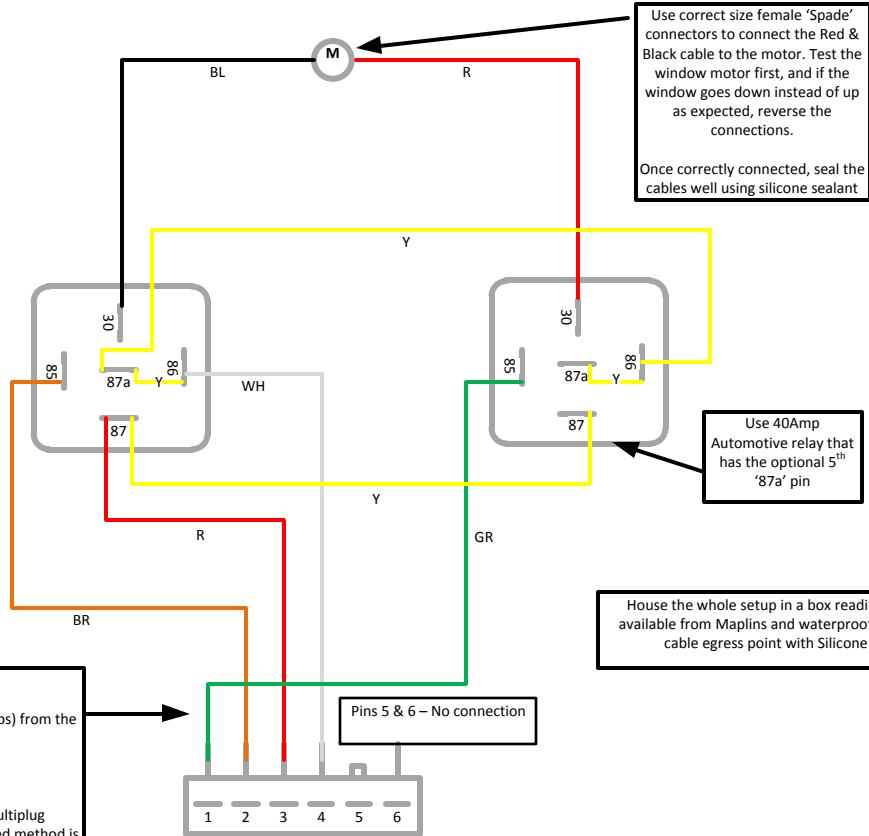 Use correct size female ‘Spade’
connectors to connect the Red &
Black cable to the motor. Test the
window motor first, and if the
window goes down instead of up
as expected, reverse the
connections.
Once correctly connected, seal the
cables well using silicone sealant
M
BL
R
Y
30
85
86
87a
Y
87
WH
30
85
86
87a
Y
87
Use 40Amp
Automotive relay that
has the optional 5th
‘87a’ pin
Y
R
GR
BR
House the whole setup in a box readi
available from Maplins and waterproof
cable egress point with Silicone
Pins 5 & 6 – No connection
from the
ed method is
1 2 3 4 5 6